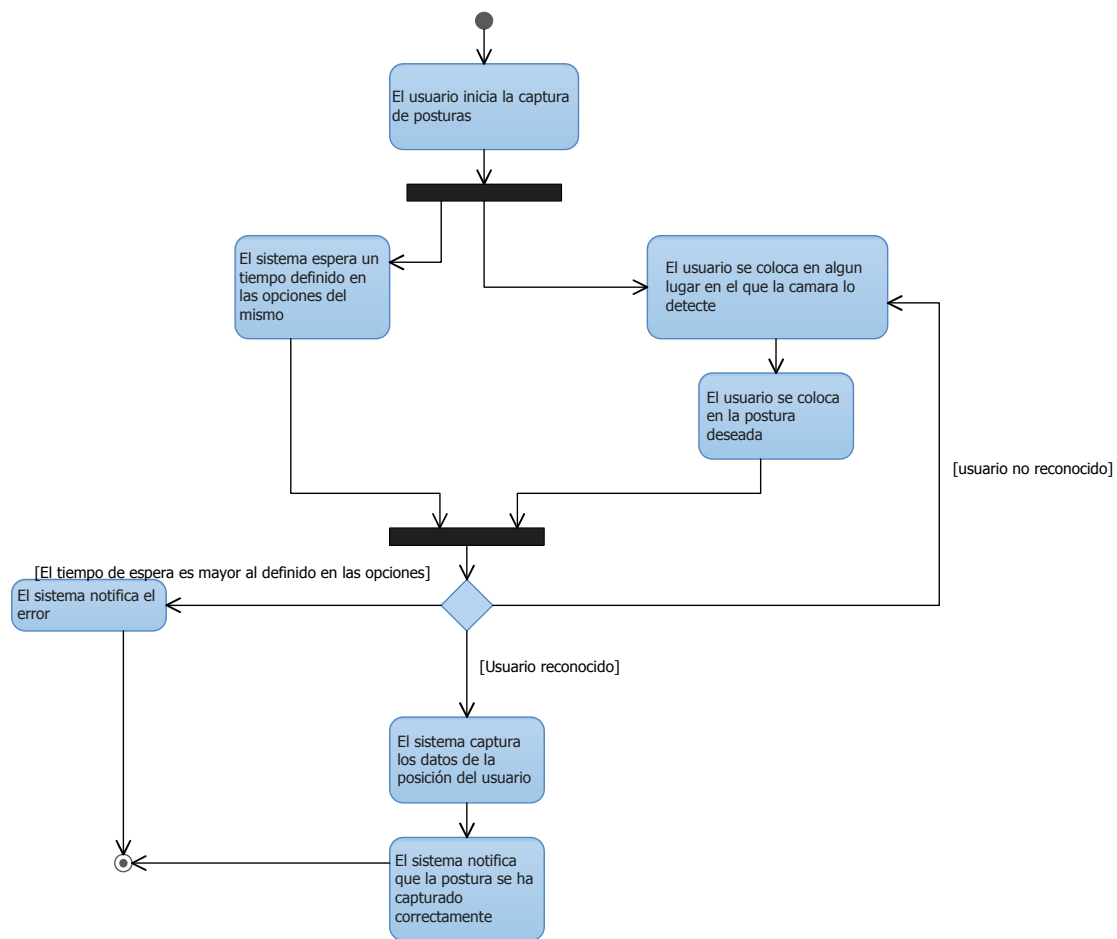 El usuario inicia la captura
de posturas
El sistema espera un
tiempo definido en
las opciones del
mismo
El usuario se coloca en algun
lugar en el que la camara lo
detecte
El usuario se coloca
en la postura
deseada
[usuario no reconocido]
[El tiempo de espera es mayor al definido en las opciones]
El sistema notifica el
error
[Usuario reconocido]
El sistema captura
los datos de la
posición del usuario
El sistema notifica
que la postura se ha
capturado
correctamente